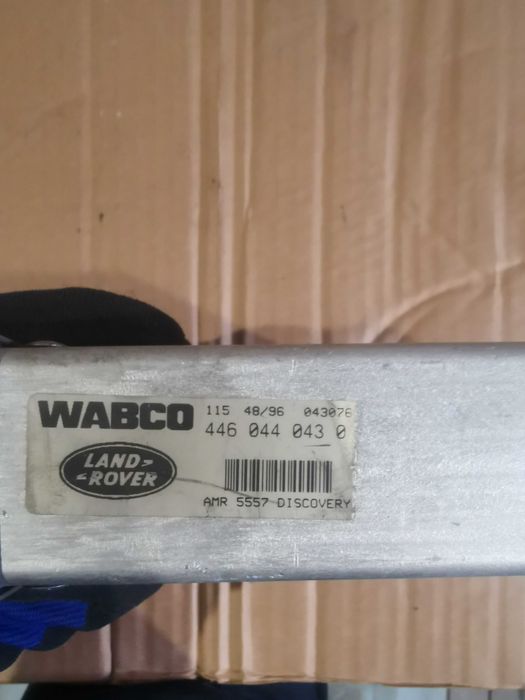 WABCO
115 48/96 043076
446 044 043 0
LAND
ROVER
AMR 5557 DISCOVERY